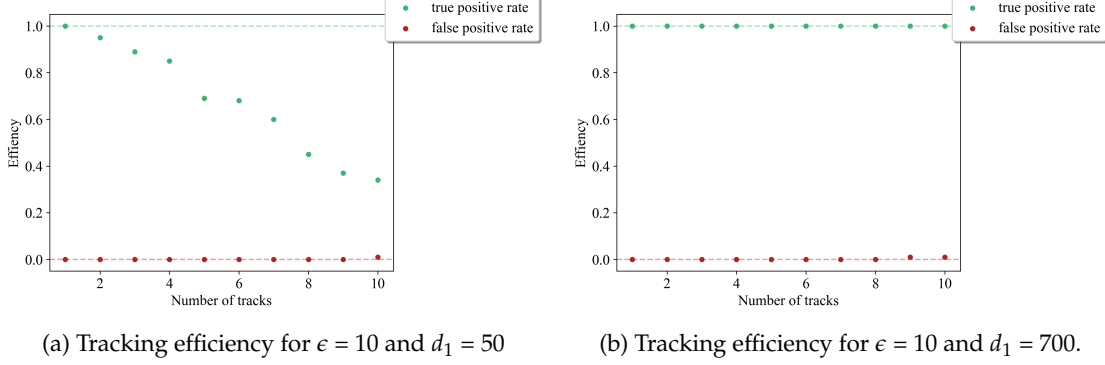 true positive rate
false positive rate
1.0
0.8
0.6
0.4
0.2
0.0
Effiency
2 4 6 8 10
Number of tracks
(a) Tracking efficiency for ϵ = 10 and d₁ = 50
true positive rate
false positive rate
1.0
0.8
0.6
0.4
0.2
0.0
Effiency
2 4 6 8 10
Number of tracks
(b) Tracking efficiency for ϵ = 10 and d₁ = 700.